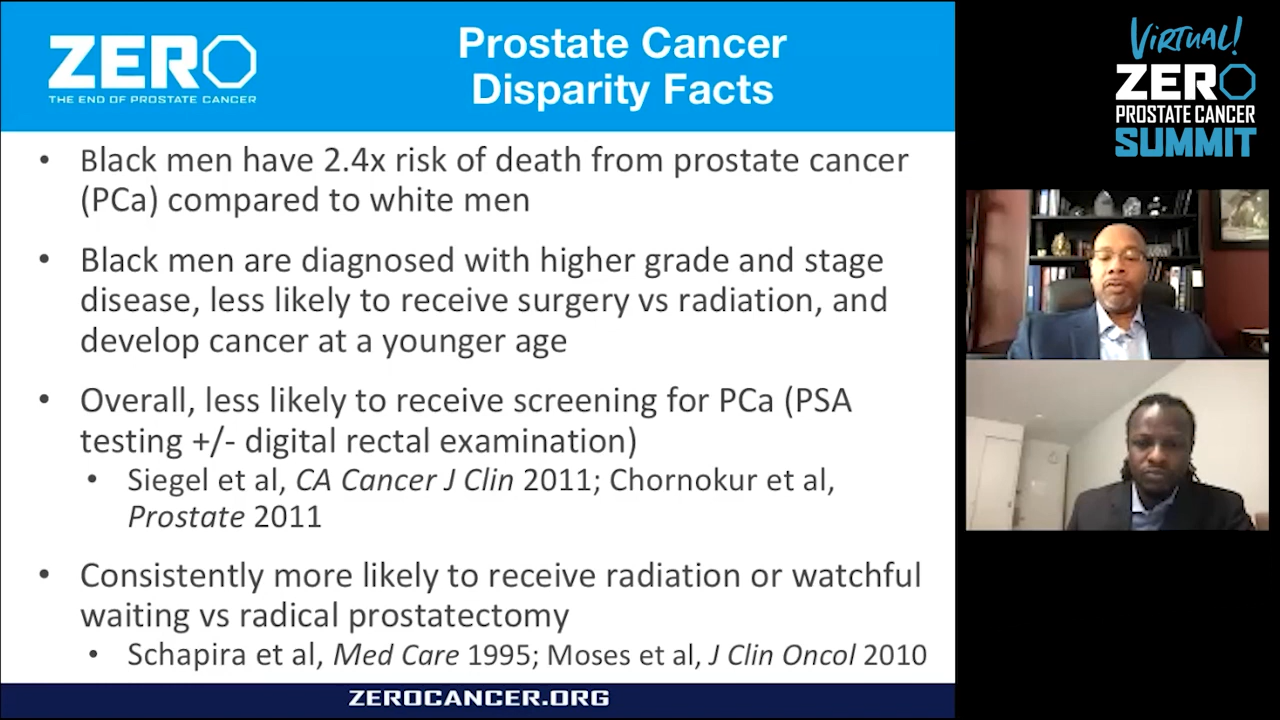 ZERO
THE END OF PROSTATE CANCER
Prostate Cancer
Disparity Facts
• Black men have 2.4x risk of death from prostate cancer
(PCa) compared to white men
• Black men are diagnosed with higher grade and stage
disease, less likely to receive surgery vs radiation, and
develop cancer at a younger age
• Overall, less likely to receive screening for PCa (PSA
testing +/- digital rectal examination)
• Siegel et al, CA Cancer J Clin 2011; Chornokur et al,
Prostate 2011
• Consistently more likely to receive radiation or watchful
waiting vs radical prostatectomy
• Schapira et al, Med Care 1995; Moses et al, J Clin Oncol 2010
ZEROCANCER.ORG
VIRTUAL!
ZERO
PROSTATE CANCER
SUMMIT